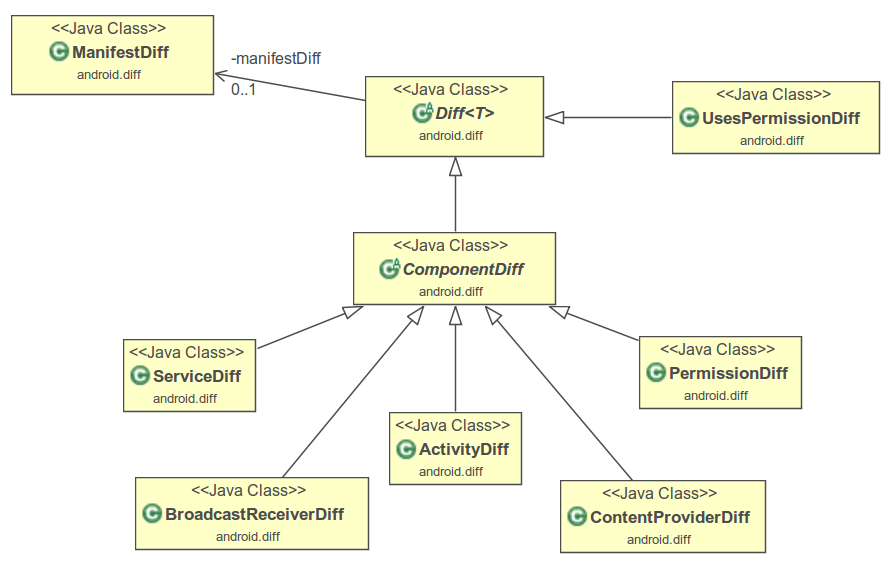 <<Java Class>>
ManifestDiff
android.diff
-manifestDiff
0..1
<<Java Class>>
Diff<T>
android.diff
<<Java Class>>
UsesPermissionDiff
android.diff
<<Java Class>>
ComponentDiff
android.diff
<<Java Class>>
ServiceDiff
android.diff
<<Java Class>>
PermissionDiff
android.diff
<<Java Class>>
ActivityDiff
android.diff
<<Java Class>>
BroadcastReceiverDiff
android.diff
<<Java Class>>
ContentProviderDiff
android.diff